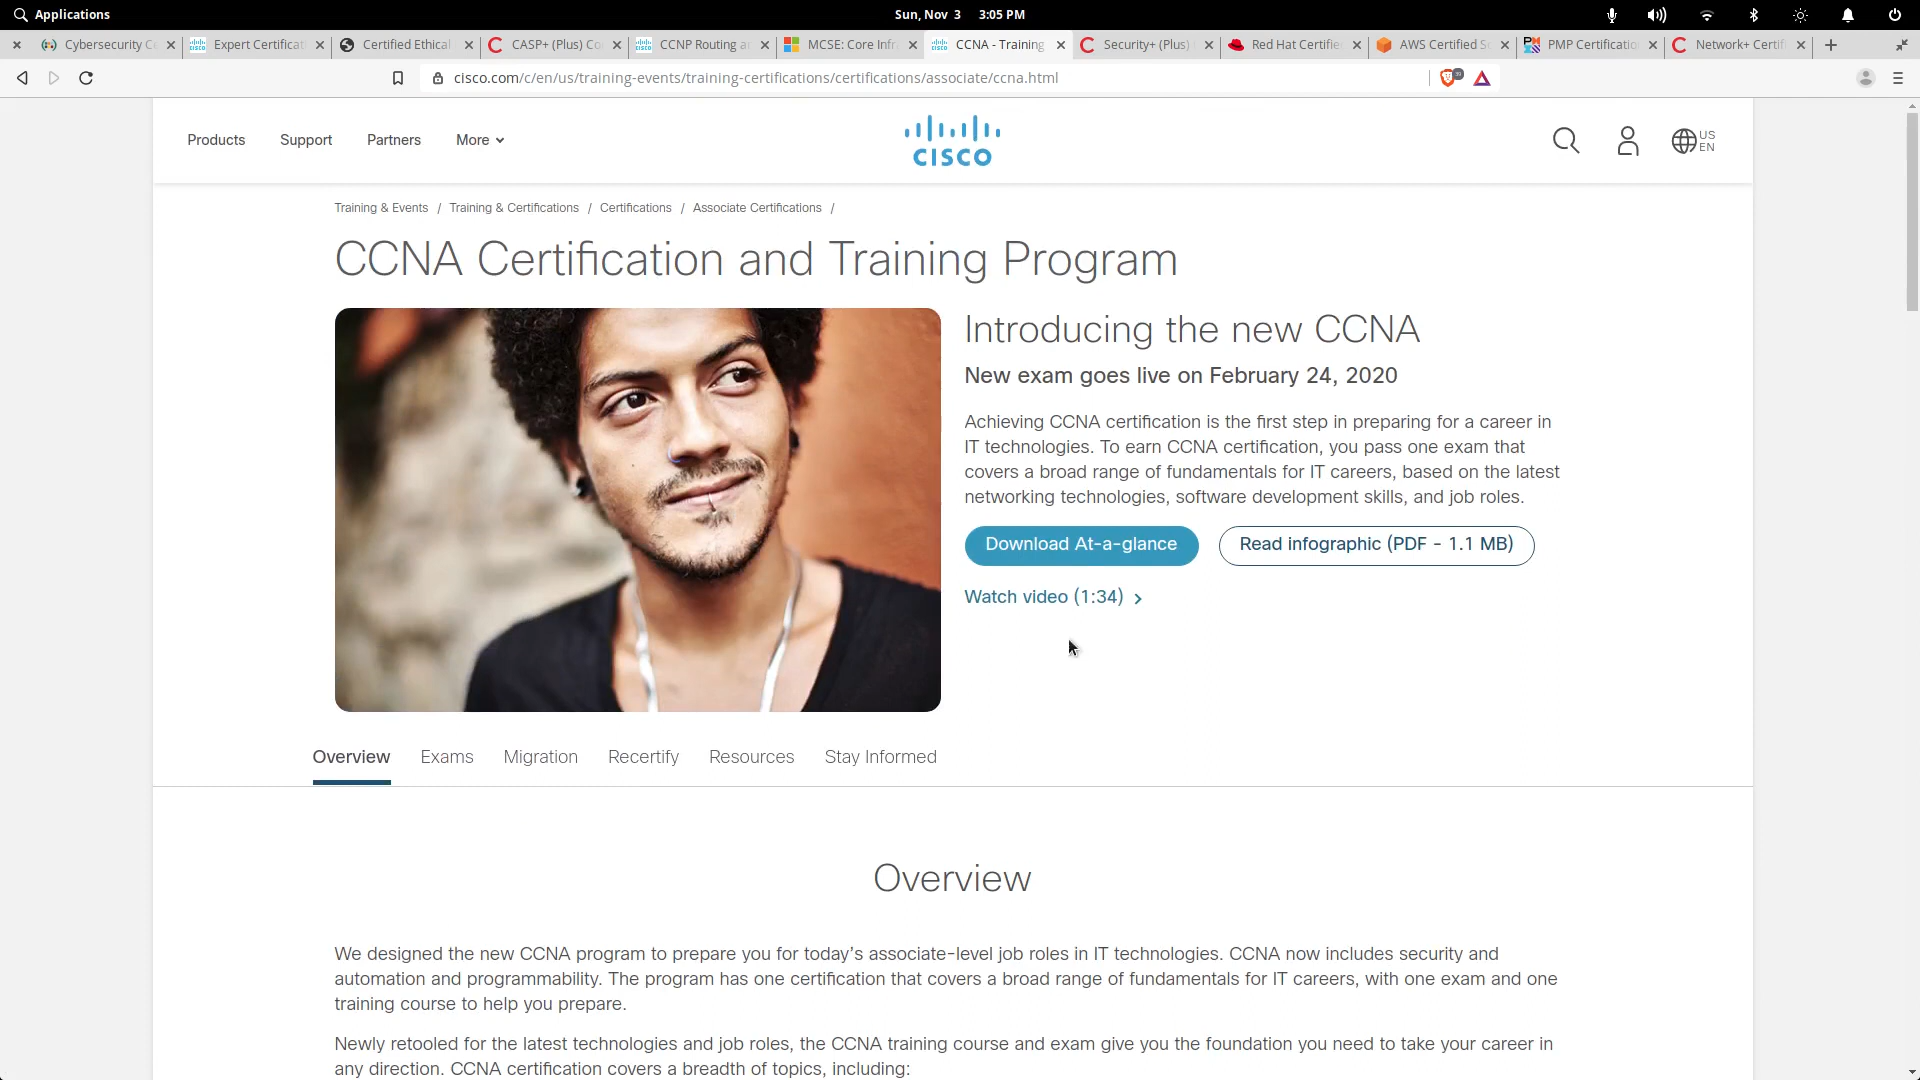 Applications
Sun, Nov 3 3:05 PM
Cybersecurity C
Expert Certificat
Certified Ethical
CASP+ (Plus) Co
CCNP Routing a
MCSE: Core Infr
CCNA - Training
Security+ (Plus)
Red Hat Certifie
AWS Certified S
PMP Certificatio
Network+ Certif
cisco.com/c/en/us/training-events/training-certifications/certifications/associate/ccna.html
Products
Support
Partners
More
CISCO
US
EN
Training & Events / Training & Certifications / Certifications / Associate Certifications /
CCNA Certification and Training Program
Introducing the new CCNA
New exam goes live on February 24, 2020
Achieving CCNA certification is the first step in preparing for a career in
IT technologies. To earn CCNA certification, you pass one exam that
covers a broad range of fundamentals for IT careers, based on the latest
networking technologies, software development skills, and job roles.
Download At-a-glance
Read infographic (PDF - 1.1 MB)
Watch video (1:34)
Overview
Exams
Migration
Recertify
Resources
Stay Informed
Overview
We designed the new CCNA program to prepare you for today's associate-level job roles in IT technologies. CCNA now includes security and
automation and programmability. The program has one certification that covers a broad range of fundamentals for IT careers, with one exam and one
training course to help you prepare.
Newly retooled for the latest technologies and job roles, the CCNA training course and exam give you the foundation you need to take your career in
any direction. CCNA certification covers a breadth of topics, including: